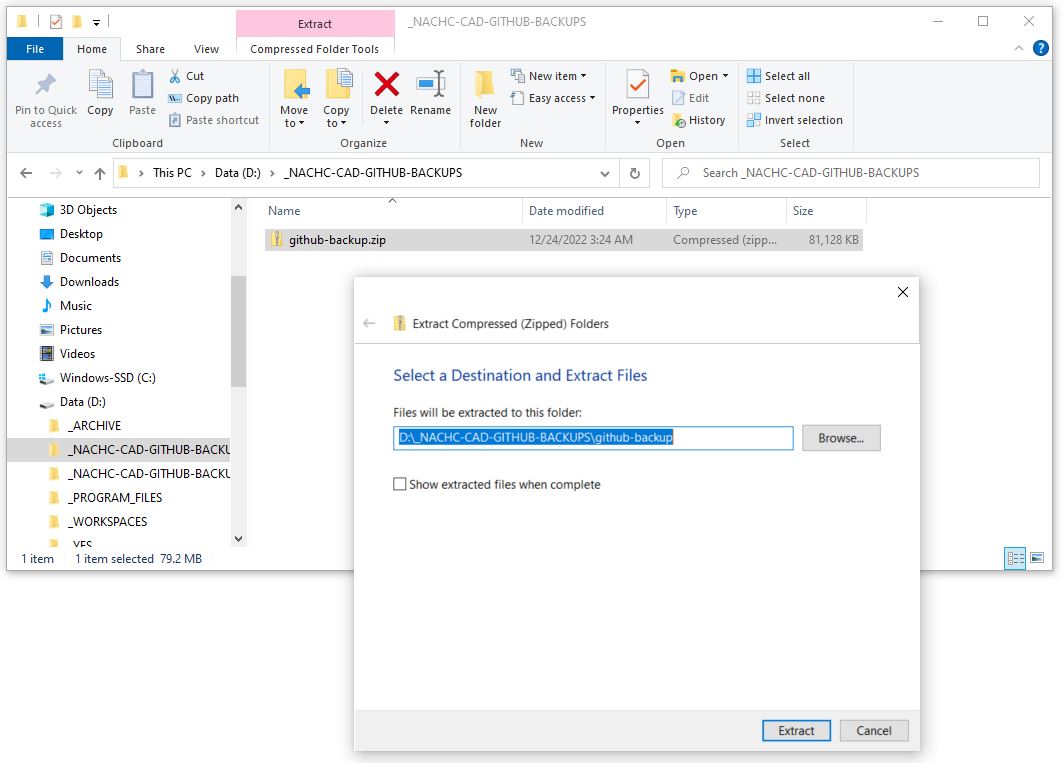 Extract
_NACHC-CAD-GITHUB-BACKUPS
File
Home
Share
View
Compressed Folder Tools
Pin to Quick access
Copy
Paste
Cut
Copy path
Paste shortcut
Clipboard
Move to
Copy to
Delete
Rename
Organize
New folder
New item
Easy access
New
Properties
Open
Edit
History
Open
Select all
Select none
Invert selection
Select
This PC > Data (D:) > _NACHC-CAD-GITHUB-BACKUPS
Search _NACHC-CAD-GITHUB-BACKUPS
3D Objects
Desktop
Documents
Downloads
Music
Pictures
Videos
Windows-SSD (C:)
Data (D:)
_ARCHIVE
_NACHC-CAD-GITHUB-BACKU
_NACHC-CAD-GITHUB-BACKU
_PROGRAM_FILES
_WORKSPACES
_YES
Name Date modified Type Size
github-backup.zip 12/24/2022 3:24 AM Compressed (zipp... 81,128 KB
1 item 1 item selected 79.2 MB
Extract Compressed (Zipped) Folders
Select a Destination and Extract Files
Files will be extracted to this folder:
D:\_NACHC-CAD-GITHUB-BACKUPS\github-backup
Browse...
Show extracted files when complete
Extract
Cancel